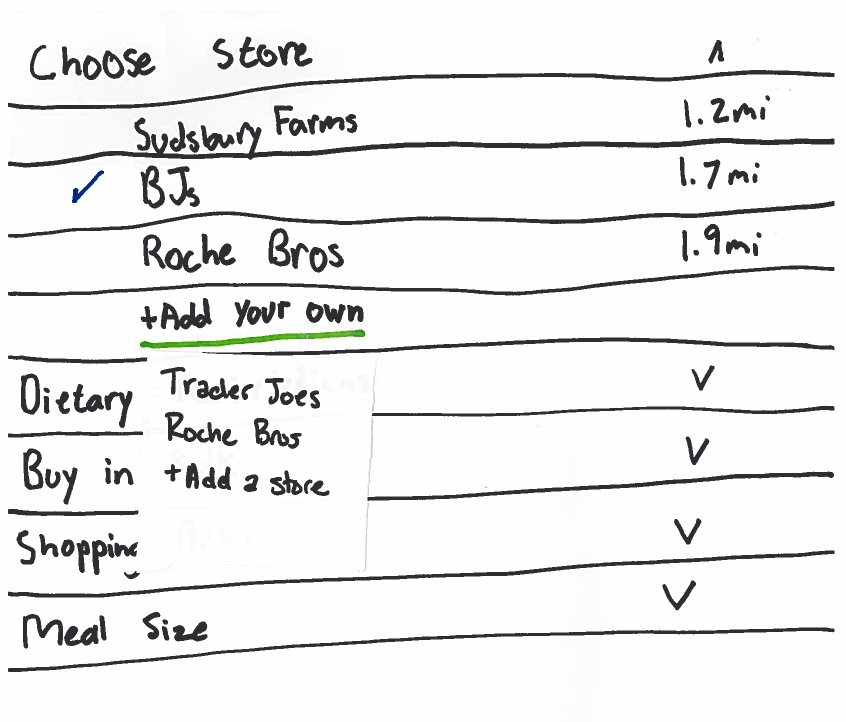 Choose Store ^
Sudsbury Farms 1.2mi
✓ BJs 1.7mi
Roche Bros 1.9mi
+Add Your own
Dietary
Trader Joes
Roche Bros
+Add a store
Buy in
Shopping
Meal Size